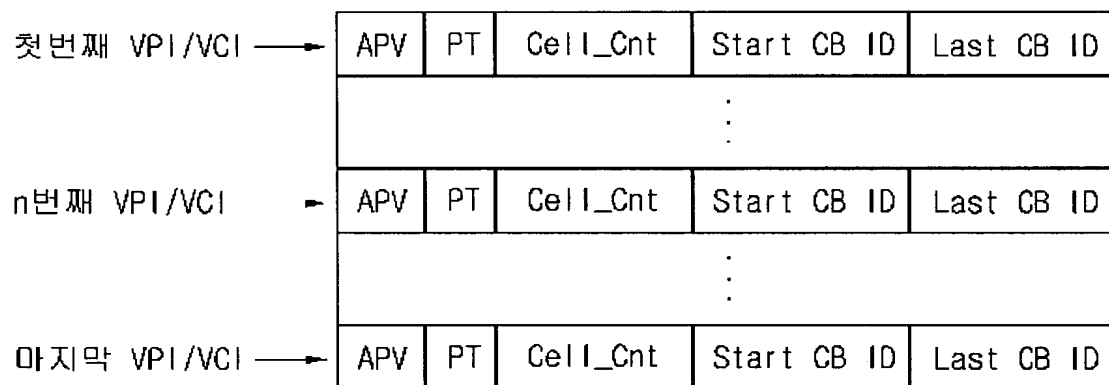 첫번째 VPI/VCI APV PT Cell_Cnt Start CB ID Last CB ID
n번째 VPI/VCI APV PT Cell_Cnt Start CB ID Last CB ID
마지막 VPI/VCI APV PT Cell_Cnt Start CB ID Last CB ID